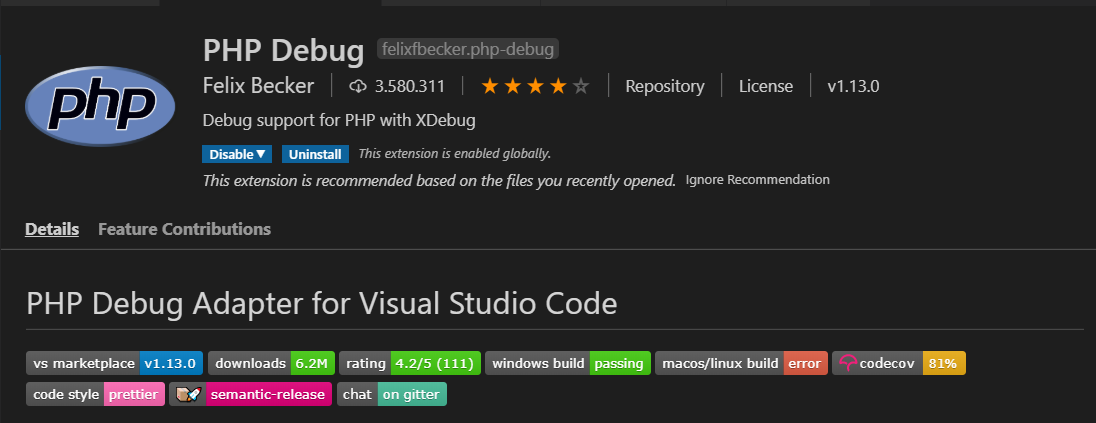 PHP Debug felixfbecker.php-debug
php
Felix Becker 3.580.311 Repository License v1.13.0
Debug support for PHP with XDebug
Disable Uninstall This extension is enabled globally.
This extension is recommended based on the files you recently opened. Ignore Recommendation
Details Feature Contributions
PHP Debug Adapter for Visual Studio Code
vs marketplace v1.13.0 downloads 6.2M rating 4.2/5 (111) windows build passing macos/linux build error codecov 81%
code style prettier semantic-release chat on gitter